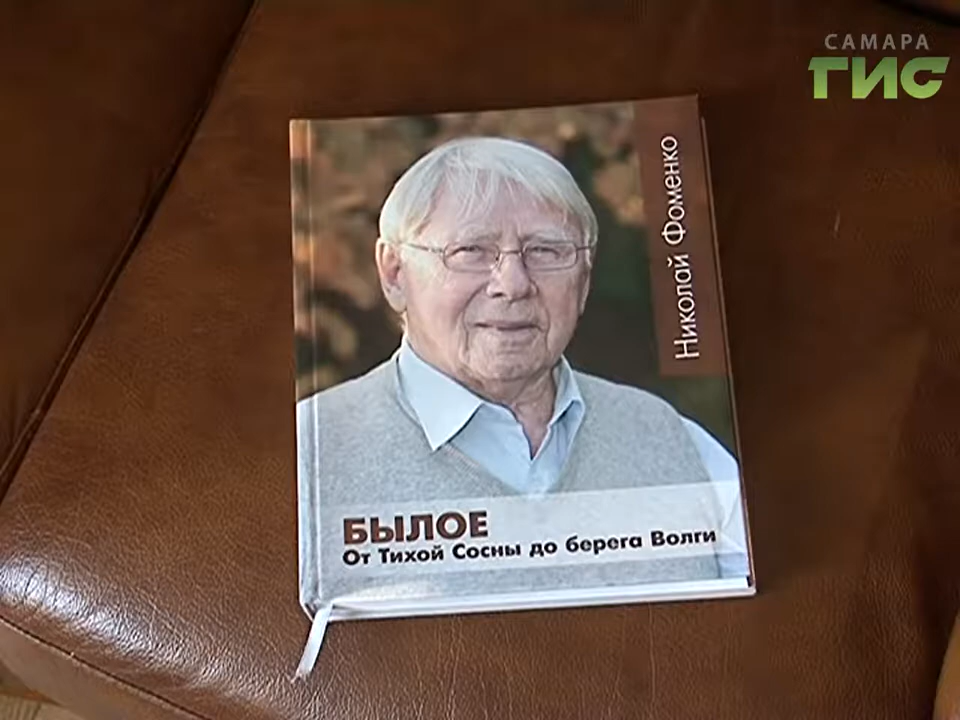 САМАРА
ГИС
Николай Фоменко
БЫЛОЕ
От Тихой Сосны до берега Волги